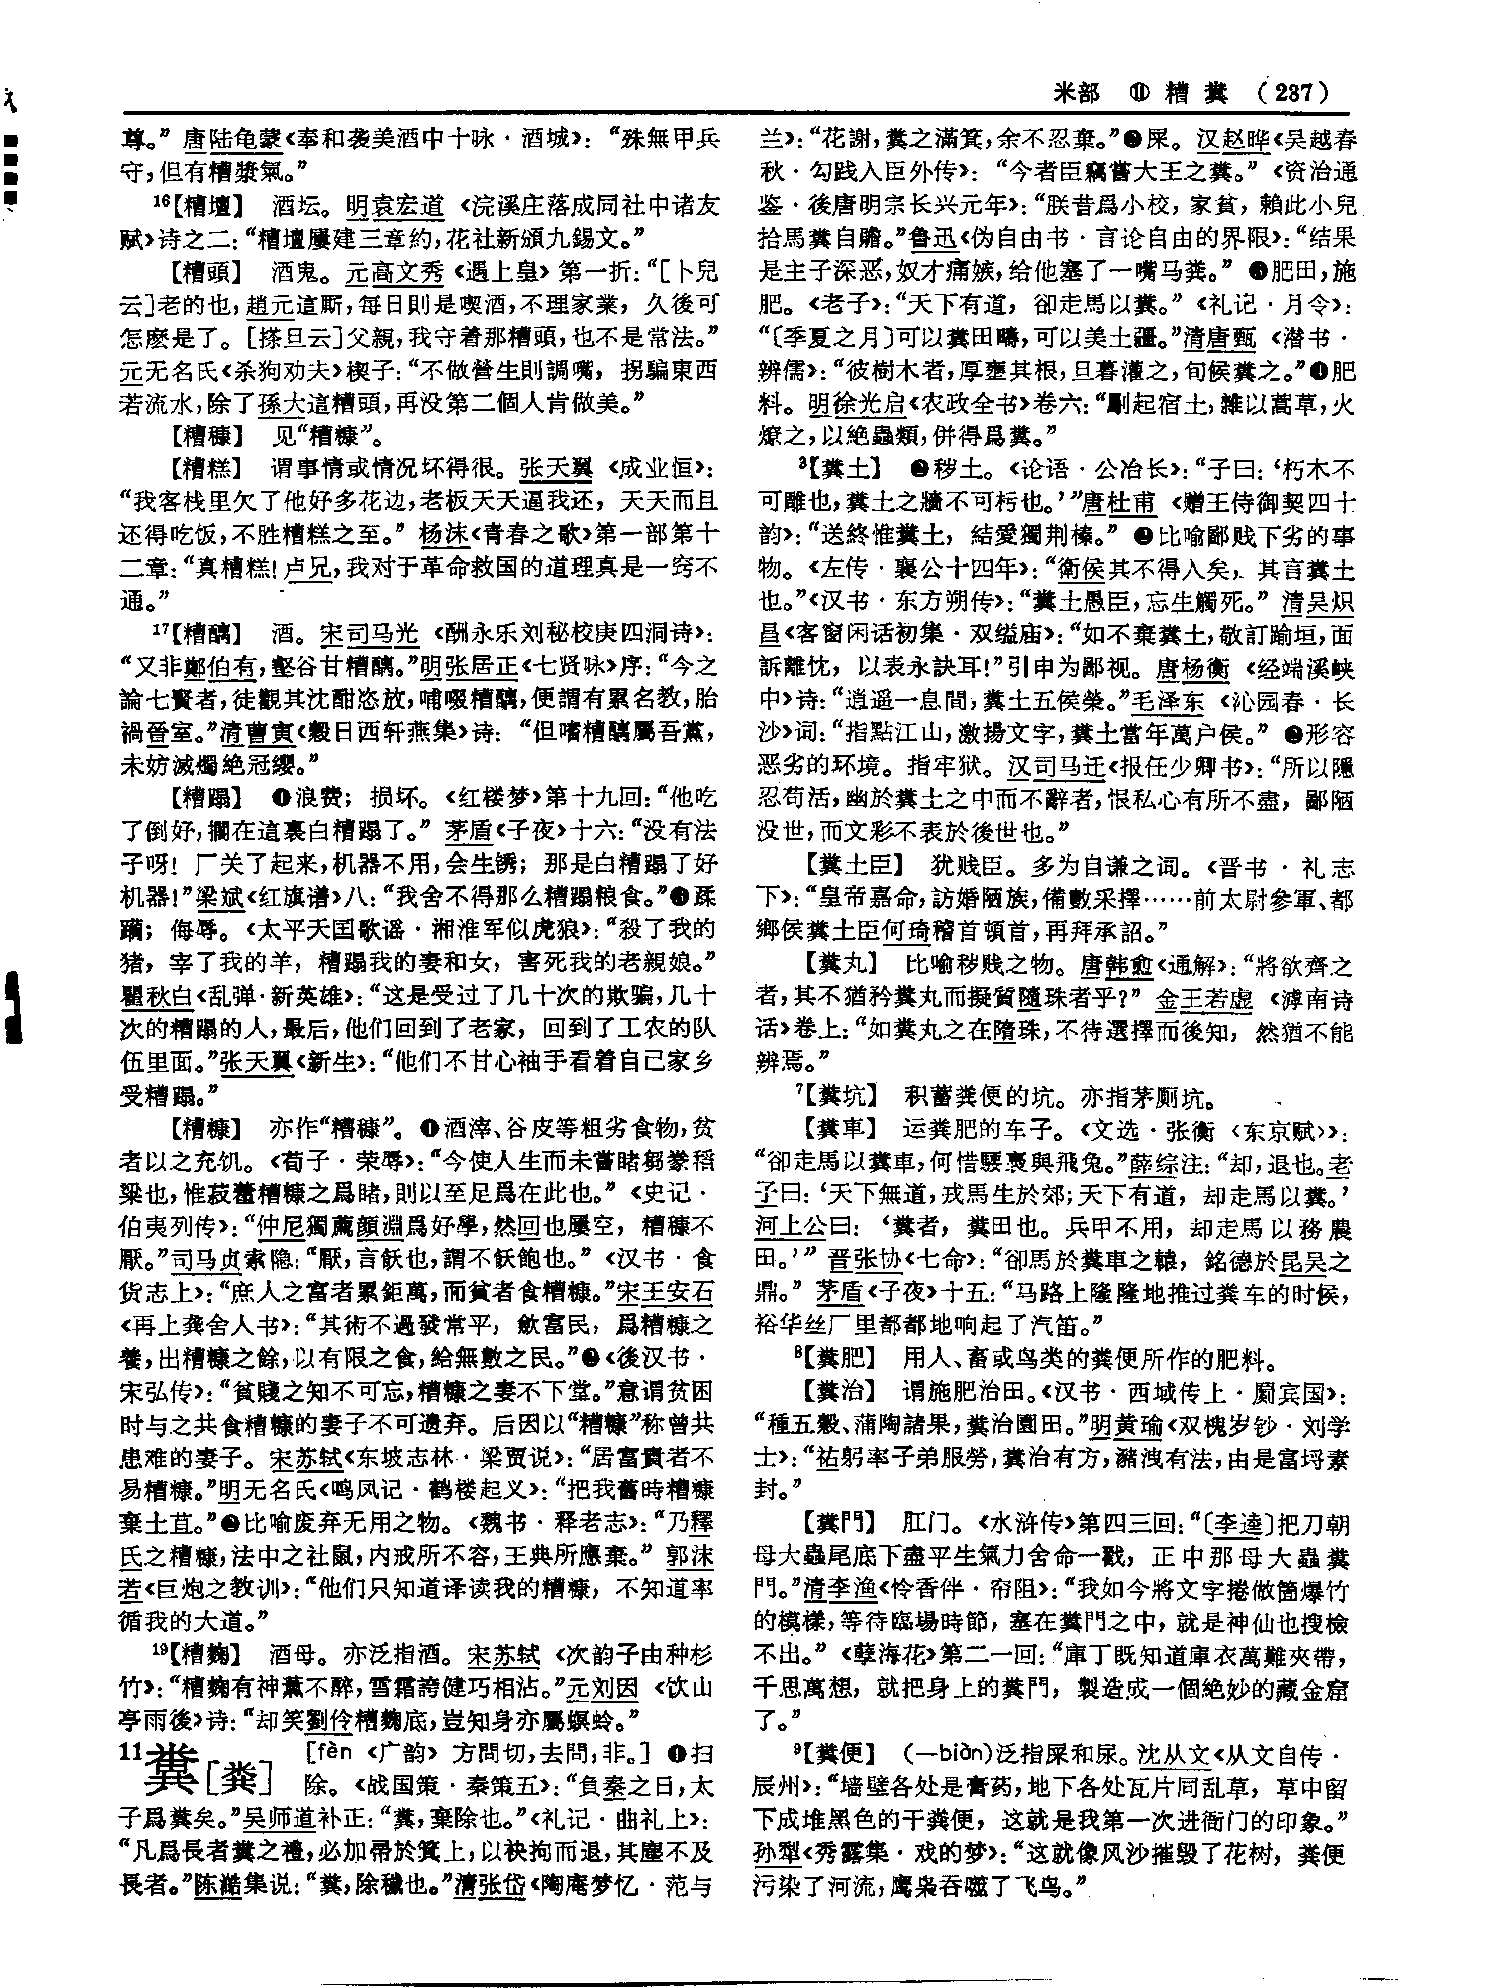 米部 ⑪ 糟 糞 （237）
尊。”唐陆龟蒙《奉和袭美酒中十咏·酒城》：“殊無甲兵
守，但有糟漿氣。”
16【糟壇】 酒坛。明袁宏道《浣溪庄落成同社中诸友
赋》诗之二：“糟壇屢建三章約，花社新頒九錫文。”
【糟頭】 酒鬼。元高文秀《遇上皇》第一折：“［卜兒
云］老的也，趙元這廝，每日則是喫酒，不理家業，久後可
怎麽是了。［搽旦云］父親，我守着那糟頭，也不是常法。”
元无名氏《杀狗劝夫》楔子：“不做營生則調嘴，拐騙東西
若流水，除了孫大這糟頭，再没第二個人肯做美。”
【糟穅】 见“糟糠”。
【糟糕】 谓事情或情况坏得很。张天翼《成业恒》：
“我客栈里欠了他好多花边，老板天天逼我还，天天而且
还得吃饭，不胜糟糕之至。”杨沫《青春之歌》第一部第十
二章：“真糟糕！卢兄，我对于革命救国的道理真是一窍不
通。”
17【糟醨】 酒。宋司马光《酬永乐刘秘校庚四洞诗》：
“又非鄭伯有，壑谷甘糟醨。”明张居正《七贤咏》序：“今之
論七賢者，徒觀其沈酣恣放，哺啜糟醨，便謂有累名教，胎
禍晉室。”清曹寅《毂日西轩燕集》诗：“但嗜糟醨屬吾黨，
未妨滅燭絶冠缨。”
【糟蹋】 ❶浪费；损坏。《红楼梦》第十九回：“他吃
了倒好，擱在這裏白糟蹋了。”茅盾《子夜》十六：“没有法
子呀！厂关了起来，机器不用，会生锈；那是白糟蹋了好
机器！”梁斌《红旗谱》八：“我舍不得那么糟蹋粮食。”❷蹂
躪；侮辱。《太平天国歌谣·湘淮军似虎狼》：“殺了我的
猪，宰了我的羊，糟蹋我的妻和女，害死我的老親娘。”
瞿秋白《乱弹·新英雄》：“这是受过了几十次的欺骗，几十
次的糟蹋的人，最后，他们回到了老家，回到了工农的队
伍里面。”张天翼《新生》：“他们不甘心袖手看着自己家乡
受糟蹋。”
【糟糠】 亦作“糟穅”。❶酒滓、谷皮等粗劣食物，贫
者以之充饥。《荀子·荣辱》：“今使人生而未嘗睹芻豢稻
粱也，惟菽藿糟糠之爲睹，則以至足爲在此也。”《史记·
伯夷列传》：“仲尼獨薦顔淵爲好學，然回也屢空，糟糠不
厭。”司马贞索隐：“厭，言飫也，謂不飫飽也。”《汉书·食
货志上》：“庶人之富者累鉅萬，而貧者食糟糠。”宋王安石
《再上龚舍人书》：“其術不過發常平，斂富民，爲糟糠之
養，出糟糠之餘，以有限之食，給無數之民。”❷《後汉书·
宋弘传》：“貧賤之知不可忘，糟糠之妻不下堂。”意谓贫困
时与之共食糟糠的妻子不可遗弃。后因以“糟糠”称曾共
患难的妻子。宋苏轼《东坡志林·梁贾说》：“居富貴者不
易糟糠。”明无名氏《鸣凤记·鹤楼起义》：“把我舊時糟糠
棄土苴。”❸比喻废弃无用之物。《魏书·释老志》：“乃釋
氏之糟糠，法中之社鼠，内戒所不容，王典所應棄。”郭沫
若《巨炮之教训》：“他们只知道译读我的糟糠，不知道率
循我的大道。”
19【糟麴】 酒母。亦泛指酒。宋苏轼《次韵子由种杉
竹》：“糟麴有神薰不醉，雪霜誇健巧相沾。”元刘因《饮山
亭雨後》诗：“却笑劉伶糟麴底，豈知身亦屬螟蛉。”
11糞［粪］ ［fèn《广韵》方問切，去問，非。］❶扫
除。《战国策·秦策五》：“負秦之日，太
子爲糞矣。”吴师道补正：“糞，棄除也。”《礼记·曲礼上》：
“凡爲長者糞之禮，必加帚於箕上，以袂拘而退，其塵不及
長者。”陈澔集说：“糞，除穢也。”清张岱《陶庵梦忆·范与
兰》：“花謝，糞之滿箕，余不忍棄。”❷屎。汉赵晔《吴越春
秋·勾践入臣外传》：“今者臣竊嘗大王之糞。”《资治通
鉴·後唐明宗长兴元年》：“朕昔爲小校，家貧，賴此小兒
拾馬糞自贍。”鲁迅《伪自由书·言论自由的界限》：“结果
是主子深恶，奴才痛嫉，给他塞了一嘴马粪。”❸肥田，施
肥。《老子》：“天下有道，卻走馬以糞。”《礼记·月令》：
“〔季夏之月〕可以糞田疇，可以美土疆。”清唐甄《潜书·
辨儒》：“彼樹木者，厚壅其根，旦暮灌之，旬候糞之。”❹肥
料。明徐光启《农政全书》卷六：“劚起宿土，雜以蒿草，火
燎之，以絶蟲類，併得爲糞。”
3【糞土】 ❶秽土。《论语·公冶长》：“子曰：‘朽木不
可雕也，糞土之牆不可杇也。’”唐杜甫《赠王侍御契四十
韵》：“送終惟糞土，結愛獨荆榛。”❷比喻鄙贱下劣的事
物。《左传·襄公十四年》：“衛侯其不得入矣，其言糞土
也。”《汉书·东方朔传》：“糞土愚臣，忘生觸死。”清吴炽
昌《客窗闲话初集·双缢庙》：“如不棄糞土，敬訂踰垣，面
訴離忱，以表永訣耳！”引申为鄙视。唐杨衡《经端溪峡
中》诗：“逍遥一息間，糞土五侯榮。”毛泽东《沁园春·长
沙》词：“指點江山，激揚文字，糞土當年萬户侯。”❸形容
恶劣的环境。指牢狱。汉司马迁《报任少卿书》：“所以隱
忍苟活，幽於糞土之中而不辭者，恨私心有所不盡，鄙陋
没世，而文彩不表於後世也。”
【糞土臣】 犹贱臣。多为自谦之词。《晋书·礼志
下》：“皇帝嘉命，訪婚陋族，備數采擇……前太尉參軍、都
鄉侯糞土臣何琦稽首頓首，再拜承詔。”
【糞丸】 比喻秽贱之物。唐韩愈《通解》：“將欲齊之
者，其不猶矜糞丸而擬質隨珠者乎？”金王若虚《滹南诗
话》卷上：“如糞丸之在隋珠，不待選擇而後知，然猶不能
辨焉。”
7【糞坑】 积蓄粪便的坑。亦指茅厕坑。
【糞車】 运粪肥的车子。《文选·张衡〈东京赋〉》：
“卻走馬以糞車，何惜騕褭與飛兔。”薛综注：“却，退也。老
子曰：‘天下無道，戎馬生於郊；天下有道，却走馬以糞。’
河上公曰：‘糞者，糞田也。兵甲不用，却走馬以務農
田。’”晋张协《七命》：“卻馬於糞車之轅，銘德於昆吴之
鼎。”茅盾《子夜》十五：“马路上隆隆地推过粪车的时候，
裕华丝厂里都都地响起了汽笛。”
8【糞肥】 用人、畜或鸟类的粪便所作的肥料。
【糞治】 谓施肥治田。《汉书·西域传上·罽宾国》：
“種五穀、蒲陶諸果，糞治園田。”明黄瑜《双槐岁钞·刘学
士》：“祐躬率子弟服勞，糞治有方，瀦洩有法，由是富埒素
封。”
【糞門】 肛门。《水浒传》第四三回：“〔李逵〕把刀朝
母大蟲尾底下盡平生氣力舍命一戳，正中那母大蟲糞
門。”清李渔《怜香伴·帘阻》：“我如今將文字捲做箇爆竹
的模樣，等待臨場時節，塞在糞門之中，就是神仙也搜檢
不出。”《孽海花》第二一回：“庫丁既知道庫衣萬難夾帶，
千思萬想，就把身上的糞門，製造成一個絶妙的藏金窟
了。”
9【糞便】 （—biàn）泛指屎和尿。沈从文《从文自传·
辰州》：“墙壁各处是膏药，地下各处瓦片同乱草，草中留
下成堆黑色的干粪便，这就是我第一次进衙门的印象。”
孙犁《秀露集·戏的梦》：“这就像风沙摧毁了花树，粪便
污染了河流，鹰枭吞噬了飞鸟。”